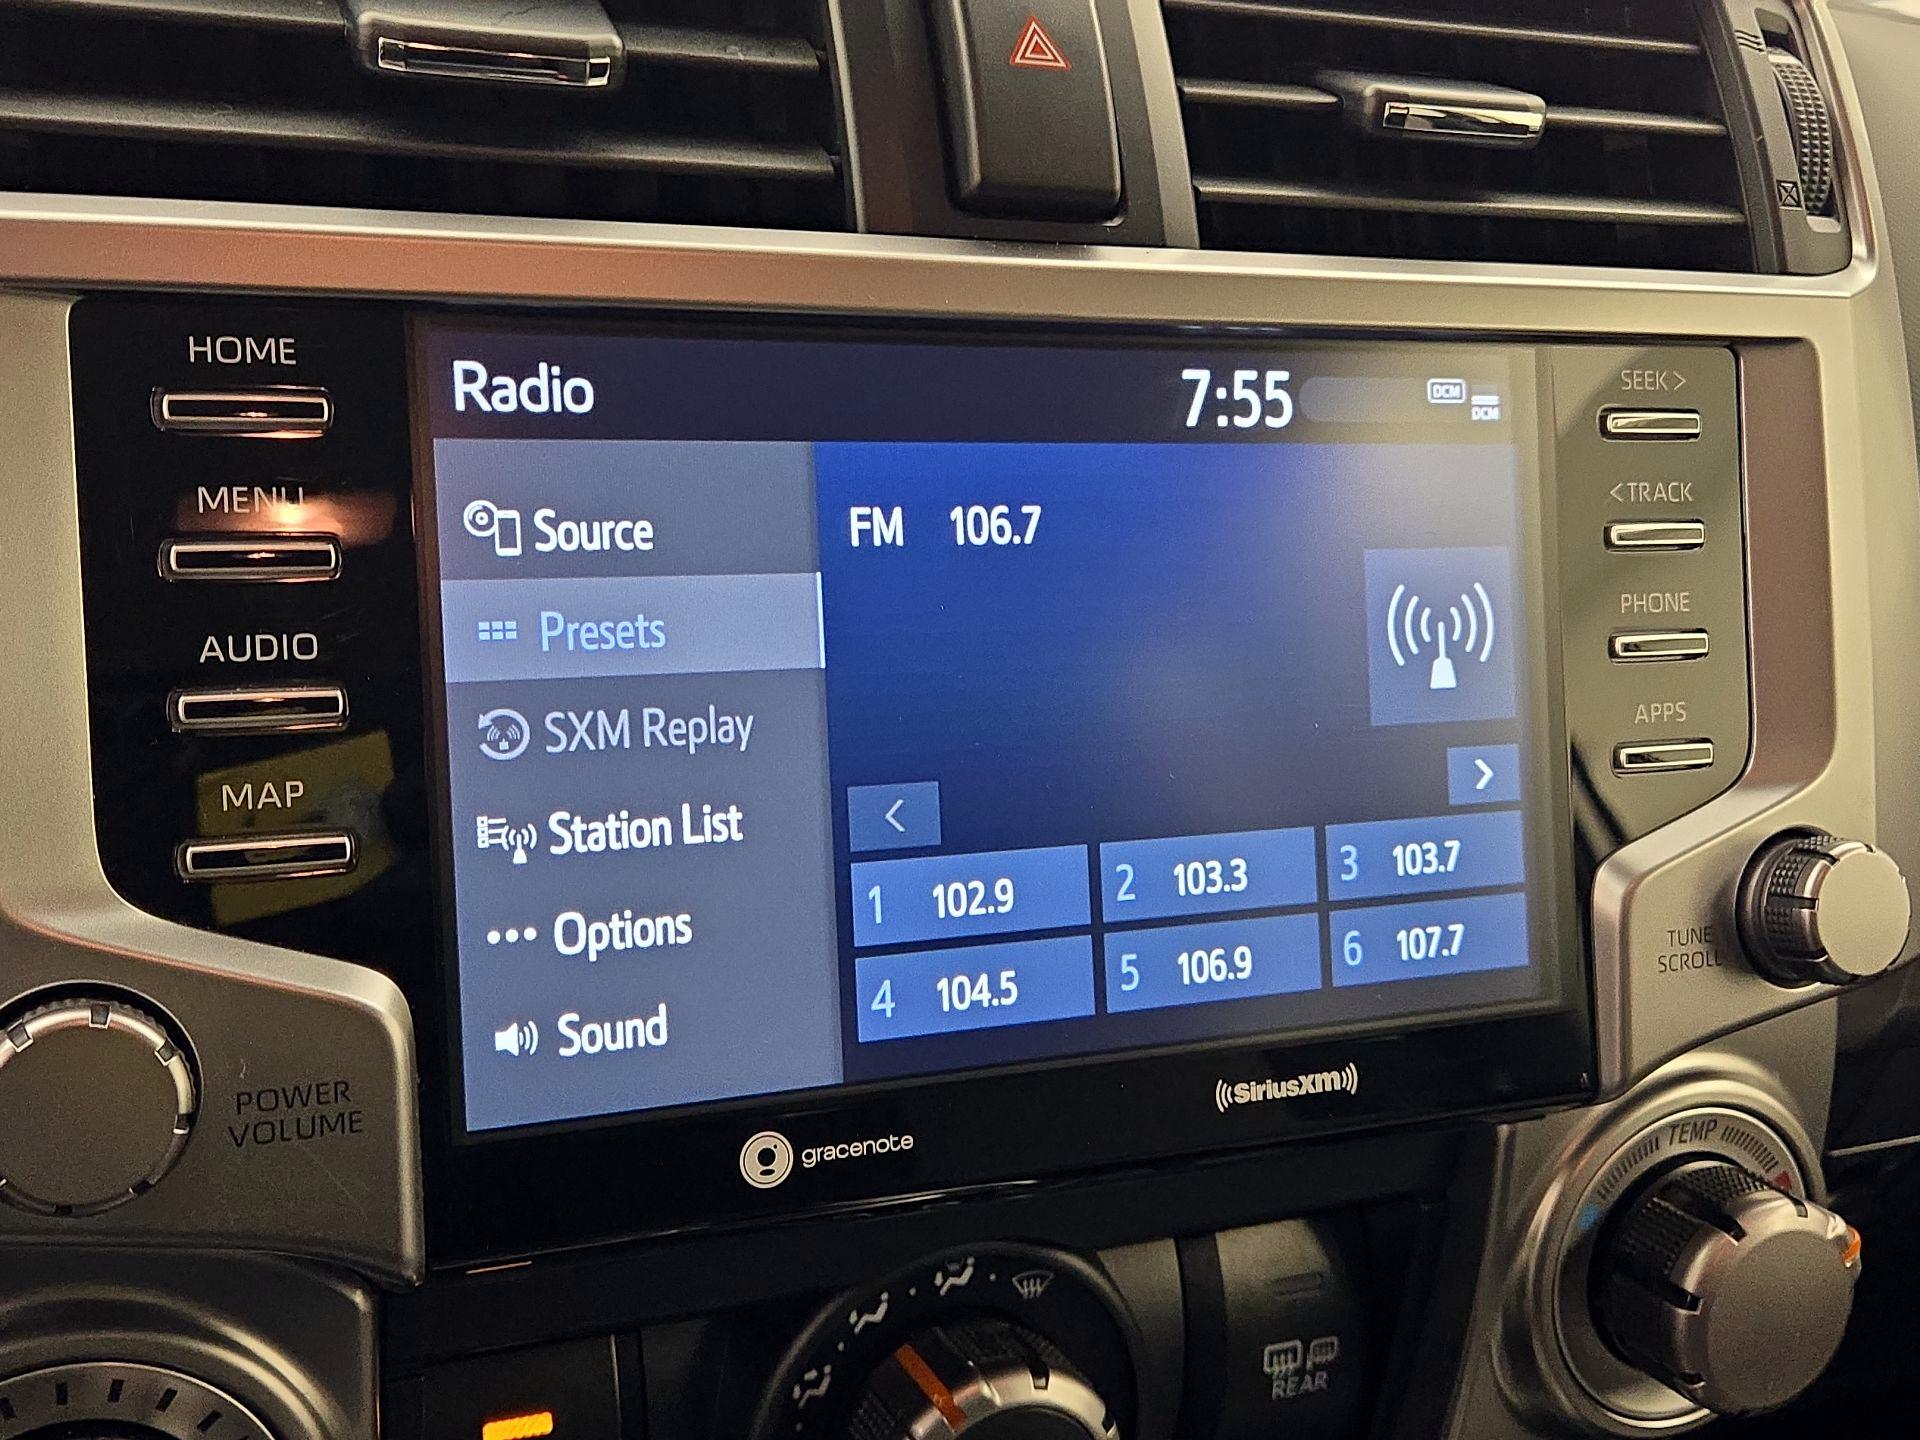 HOME
MENU
AUDIO
MAP
POWER
VOLUME
Radio
7:55
DCM
DCM
Source
Presets
SXM Replay
Station List
Options
Sound
FM 106.7
<
>
1 102.9
2 103.3
3 103.7
4 104.5
5 106.9
6 107.7
gracenote
SiriusXM
SEEK >
< TRACK
PHONE
APPS
TUNE
SCROLL
TEMP
REAR